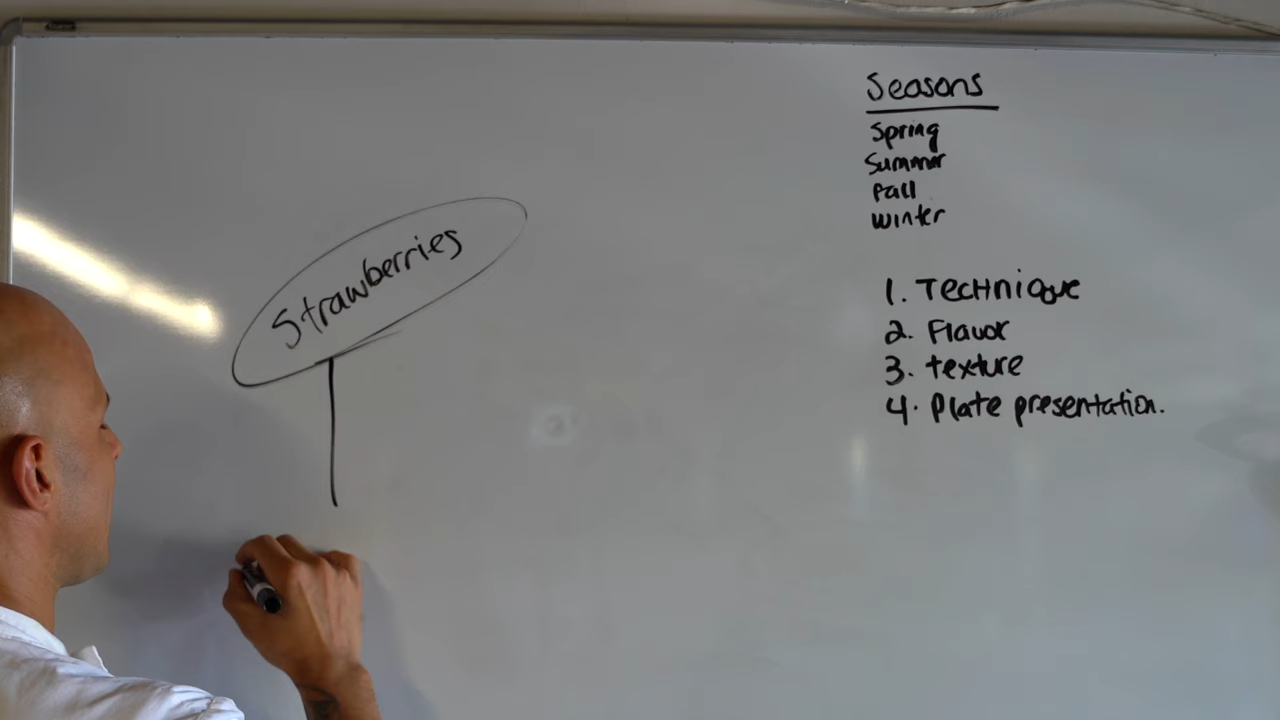 Seasons
Spring
Summer
Fall
Winter
Strawberries
1. Technique
2. Flavor
3. texture
4. Plate presentation.